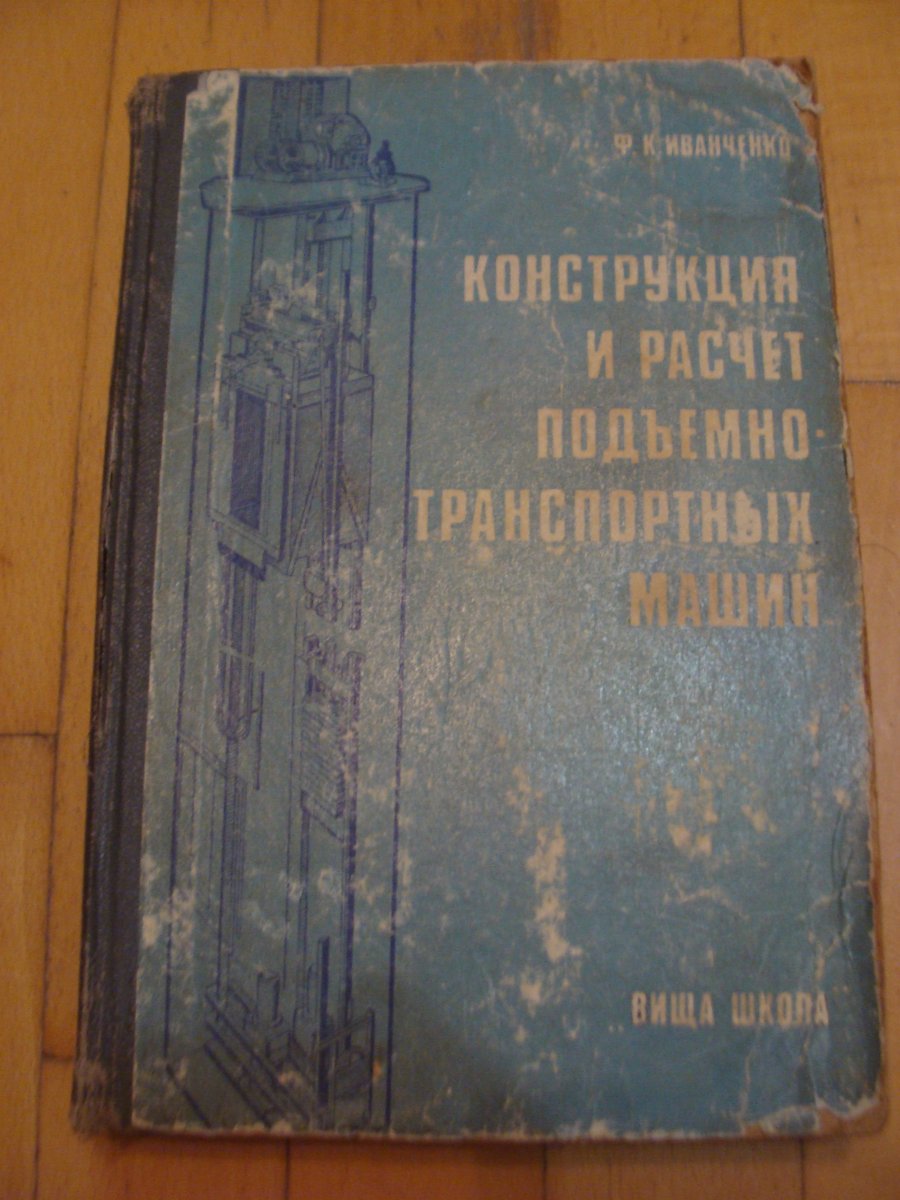 Ф. К. ИВАНЧЕНКО
КОНСТРУКЦИЯ
И РАСЧЕТ
ПОДЪЕМНО-
ТРАНСПОРТНЫХ
МАШИН
ВИЩА ШКОЛА